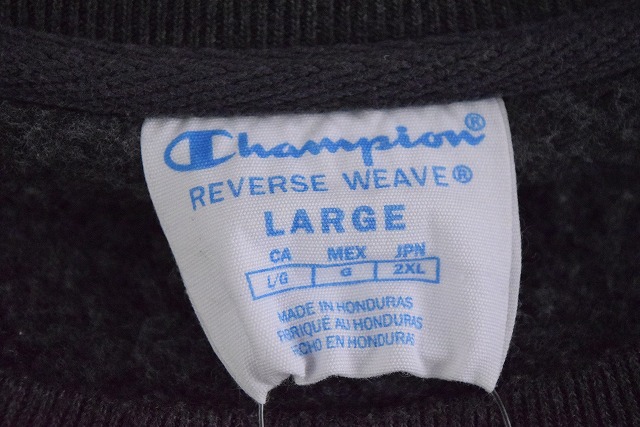 Champion®
REVERSE WEAVE®
LARGE
CA MEX JPN
L/G G 2XL
MADE IN HONDURAS
FABRIQUÉ AU HONDURAS
HECHO EN HONDURAS